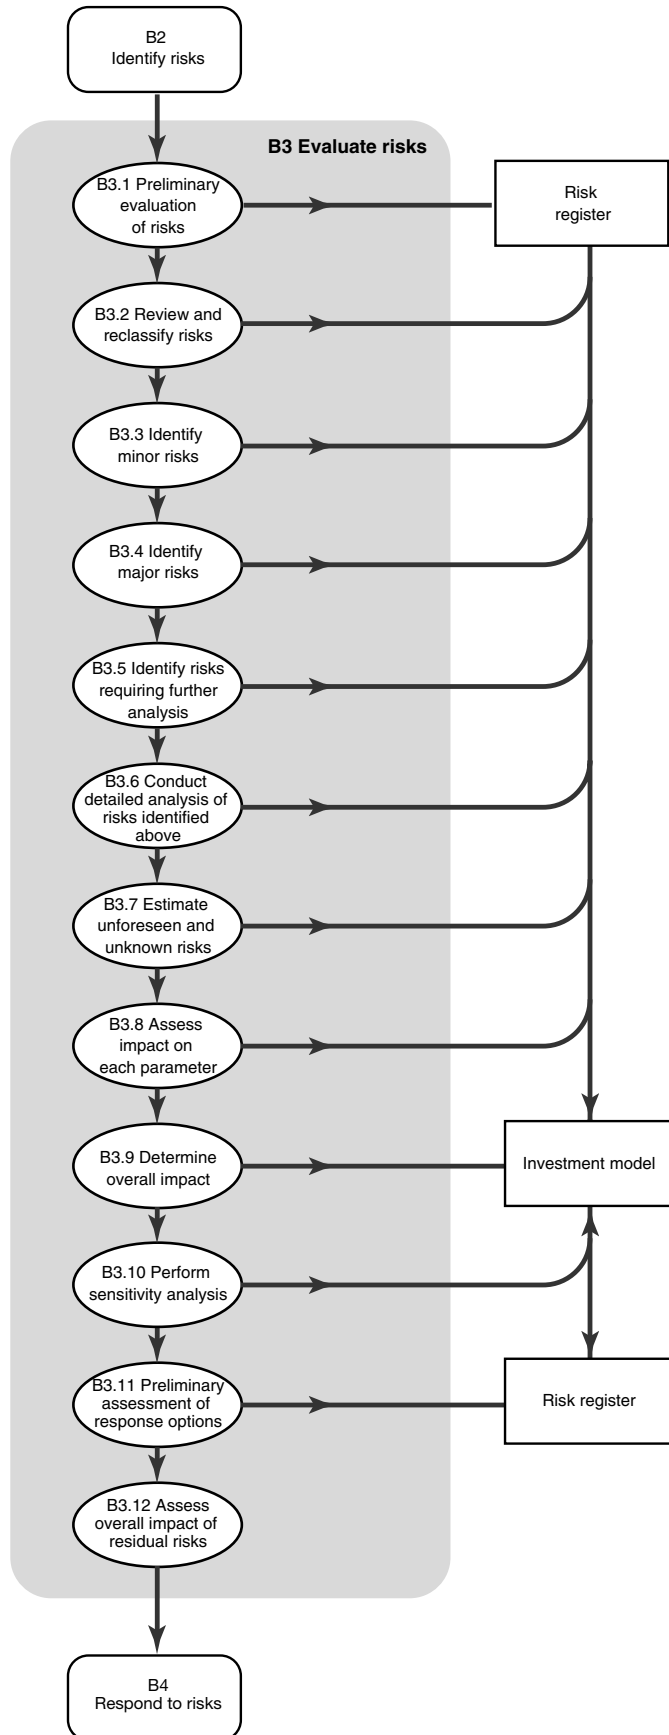 B2
Identify risks
B3 Evaluate risks
B3.1 Preliminary
evaluation
of risks
Risk
register
B3.2 Review and
reclassify risks
B3.3 Identify
minor risks
B3.4 Identify
major risks
B3.5 Identify risks
requiring further
analysis
B3.6 Conduct
detailed analysis of
risks identified
above
B3.7 Estimate
unforeseen and
unknown risks
B3.8 Assess
impact on
each parameter
B3.9 Determine
overall impact
Investment model
B3.10 Perform
sensitivity analysis
B3.11 Preliminary
assessment of
response options
Risk register
B3.12 Assess
overall impact of
residual risks
B4
Respond to risks